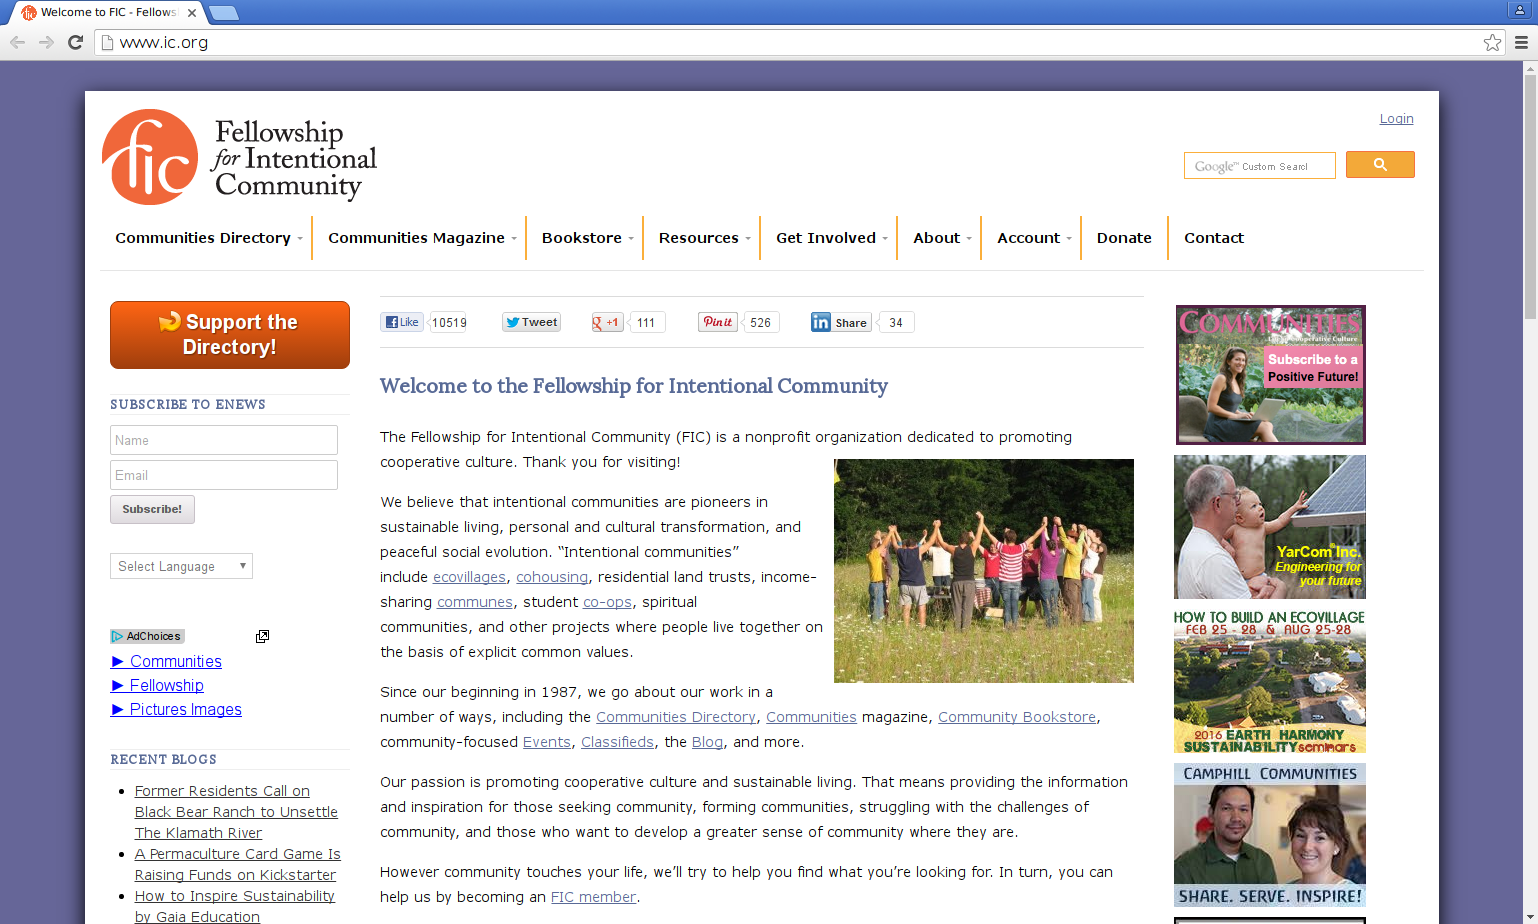 Welcome to FIC - Fellows
www.ic.org
fic
Fellowship
for Intentional
Community
Login
Google™ Custom Search
Communities Directory
Communities Magazine
Bookstore
Resources
Get Involved
About
Account
Donate
Contact
Support the
Directory!
SUBSCRIBE TO ENEWS
Name
Email
Subscribe!
Select Language
AdChoices
► Communities
► Fellowship
► Pictures Images
RECENT BLOGS
Former Residents Call on
Black Bear Ranch to Unsettle
The Klamath River
A Permaculture Card Game Is
Raising Funds on Kickstarter
How to Inspire Sustainability
by Gaia Education
Like 10519
Tweet
+1 111
Pin it 526
in Share 34
Welcome to the Fellowship for Intentional Community
The Fellowship for Intentional Community (FIC) is a nonprofit organization dedicated to promoting
cooperative culture. Thank you for visiting!
We believe that intentional communities are pioneers in
sustainable living, personal and cultural transformation, and
peaceful social evolution. “Intentional communities”
include ecovillages, cohousing, residential land trusts, income-
sharing communes, student co-ops, spiritual
communities, and other projects where people live together on
the basis of explicit common values.
Since our beginning in 1987, we go about our work in a
number of ways, including the Communities Directory, Communities magazine, Community Bookstore,
community-focused Events, Classifieds, the Blog, and more.
Our passion is promoting cooperative culture and sustainable living. That means providing the information
and inspiration for those seeking community, forming communities, struggling with the challenges of
community, and those who want to develop a greater sense of community where they are.
However community touches your life, we’ll try to help you find what you’re looking for. In turn, you can
help us by becoming an FIC member.
COMMUNITIES
Cooperative Culture
Subscribe to a
Positive Future!
YarCom® Inc.
Engineering for
your future
HOW TO BUILD AN ECOVILLAGE
FEB 25 - 28 & AUG 25-28
2016 EARTH HARMONY
SUSTAINABILITY seminars
CAMPHILL COMMUNITIES
SHARE. SERVE. INSPIRE!